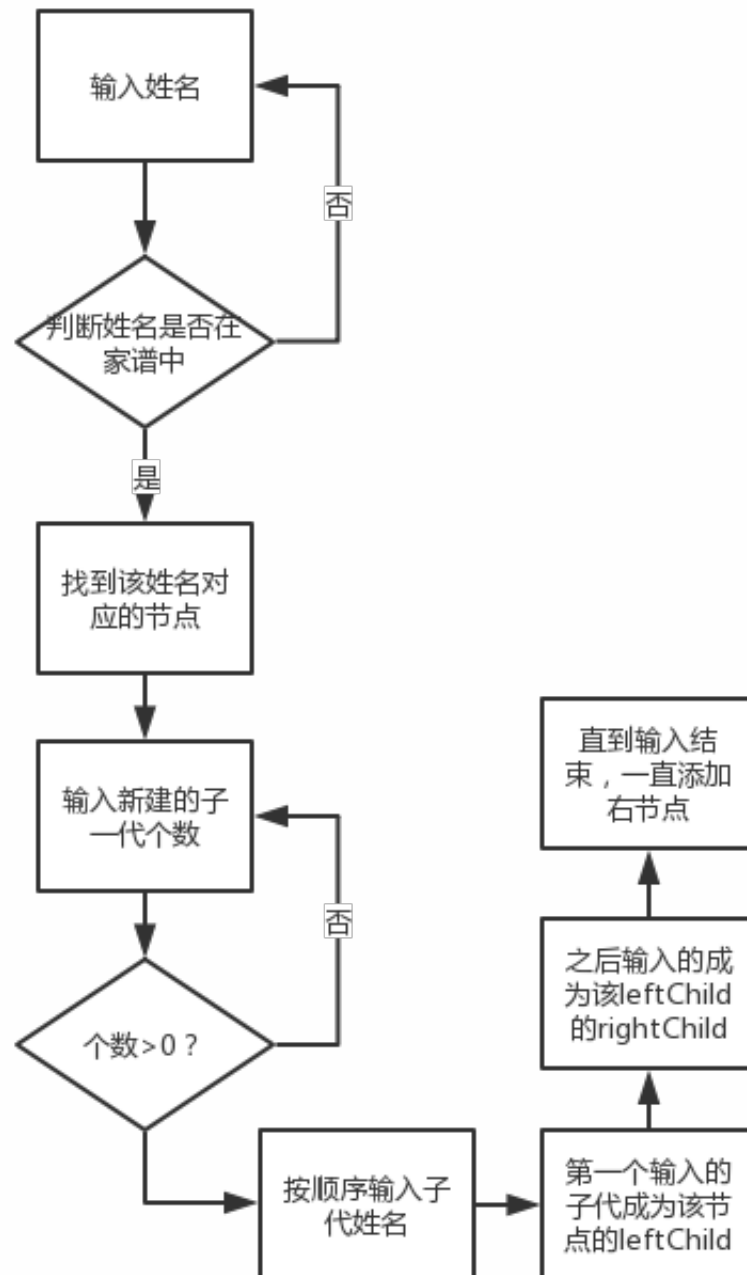 输入姓名
否
判断姓名是否在
家谱中
是
找到该姓名对
应的节点
输入新建的子
一代个数
否
个数>0？
按顺序输入子
代姓名
第一个输入的
子代成为该节
点的leftChild
之后输入的成
为该leftChild
的rightChild
直到输入结
束，一直添加
右节点